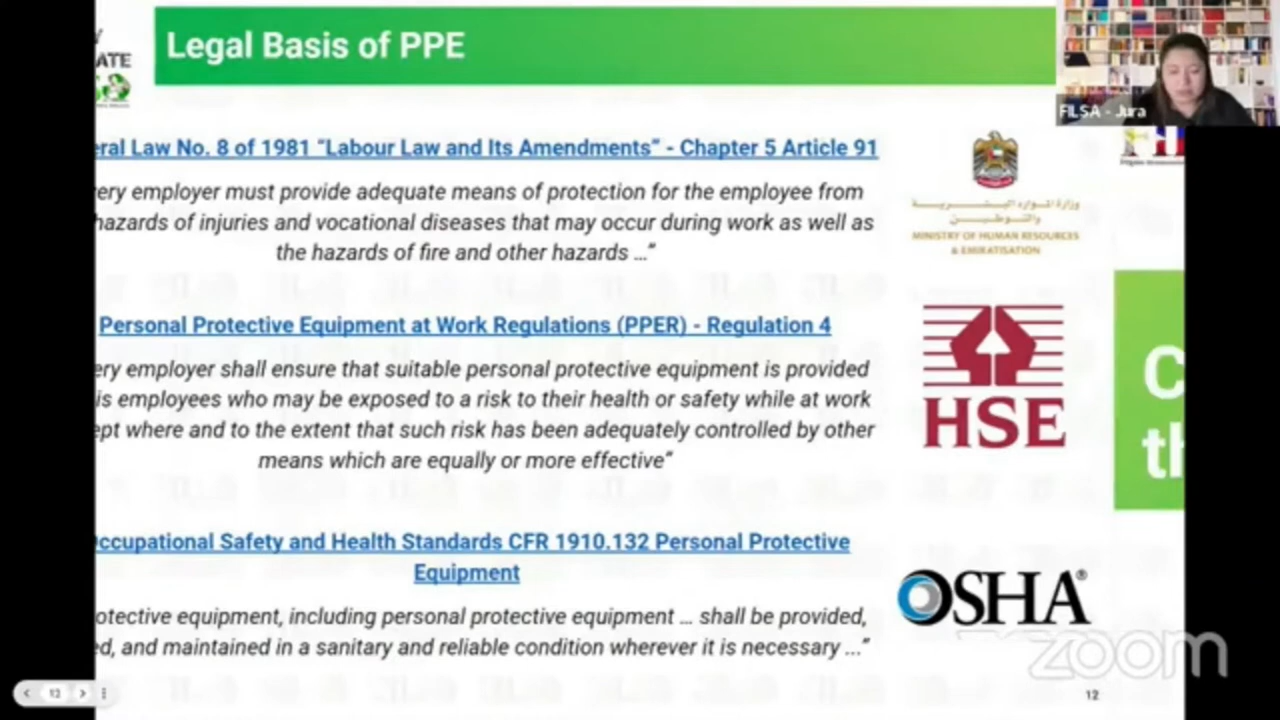 ATE
Legal Basis of PPE
FILSA - Jura
eral Law No. 8 of 1981 “Labour Law and Its Amendments” - Chapter 5 Article 91
ery employer must provide adequate means of protection for the employee from
hazards of injuries and vocational diseases that may occur during work as well as
the hazards of fire and other hazards …”
MINISTRY OF HUMAN RESOURCES
& EMIRATISATION
Personal Protective Equipment at Work Regulations (PPER) - Regulation 4
ery employer shall ensure that suitable personal protective equipment is provided
is employees who may be exposed to a risk to their health or safety while at work
ept where and to the extent that such risk has been adequately controlled by other
means which are equally or more effective”
HSE
C
th
ccupational Safety and Health Standards CFR 1910.132 Personal Protective
Equipment
otective equipment, including personal protective equipment … shall be provided,
ed, and maintained in a sanitary and reliable condition wherever it is necessary ...”
OSHA®
zoom
12